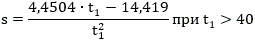 s = (4,4504 · t₁ − 14,419) / t₁² при t₁ > 40